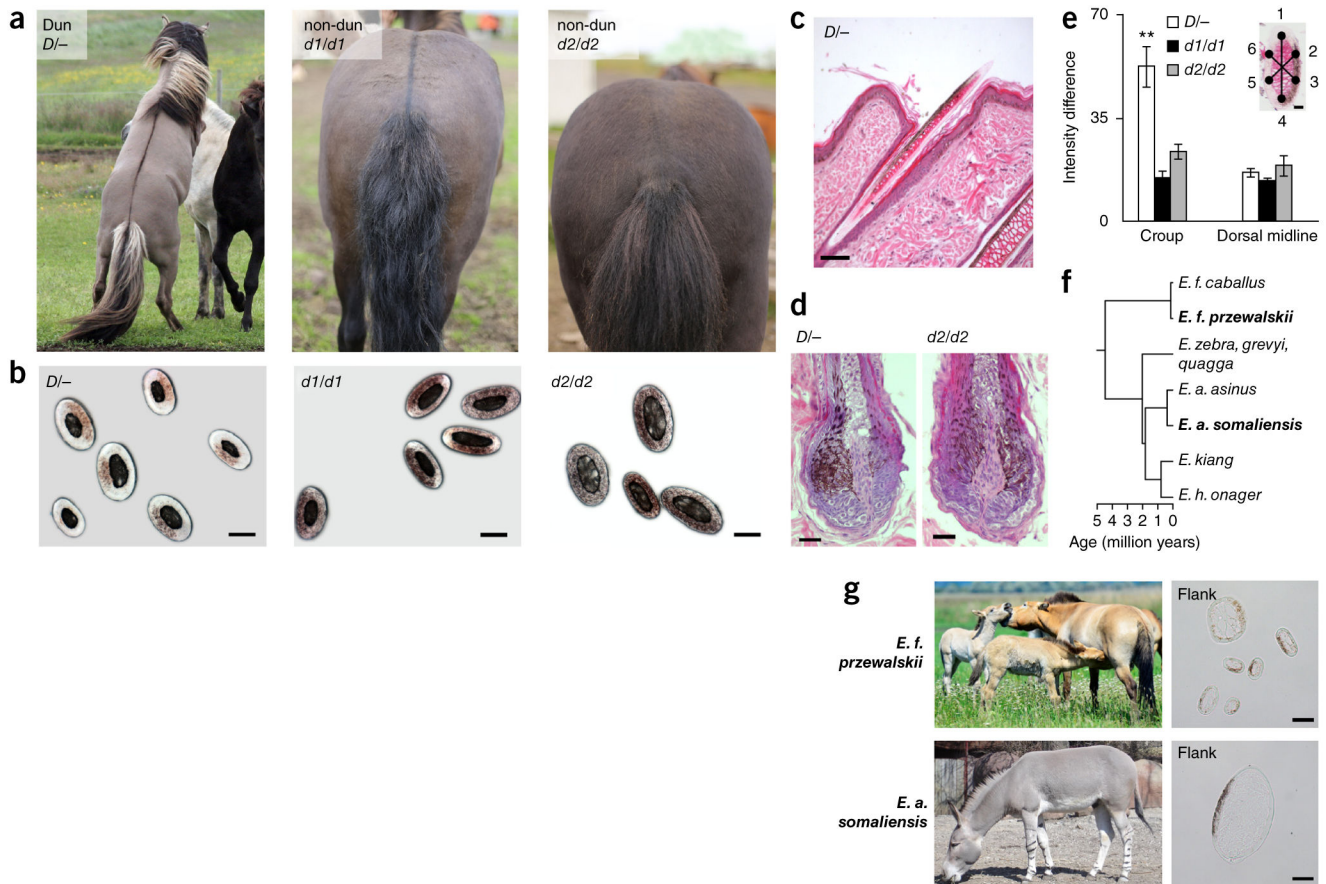 a
Dun
D/–
non-dun
d1/d1
non-dun
d2/d2
b
D/–
d1/d1
d2/d2
c
D/–
d
D/–
d2/d2
e
70
35
0
Intensity difference
**
D/–
d1/d1
d2/d2
1
2
3
4
5
6
Croup
Dorsal midline
f
E. f. caballus
E. f. przewalskii
E. zebra, grevyi,
quagga
E. a. asinus
E. a. somaliensis
E. kiang
E. h. onager
5 4 3 2 1 0
Age (million years)
g
E. f.
przewalskii
Flank
E. a.
somaliensis
Flank